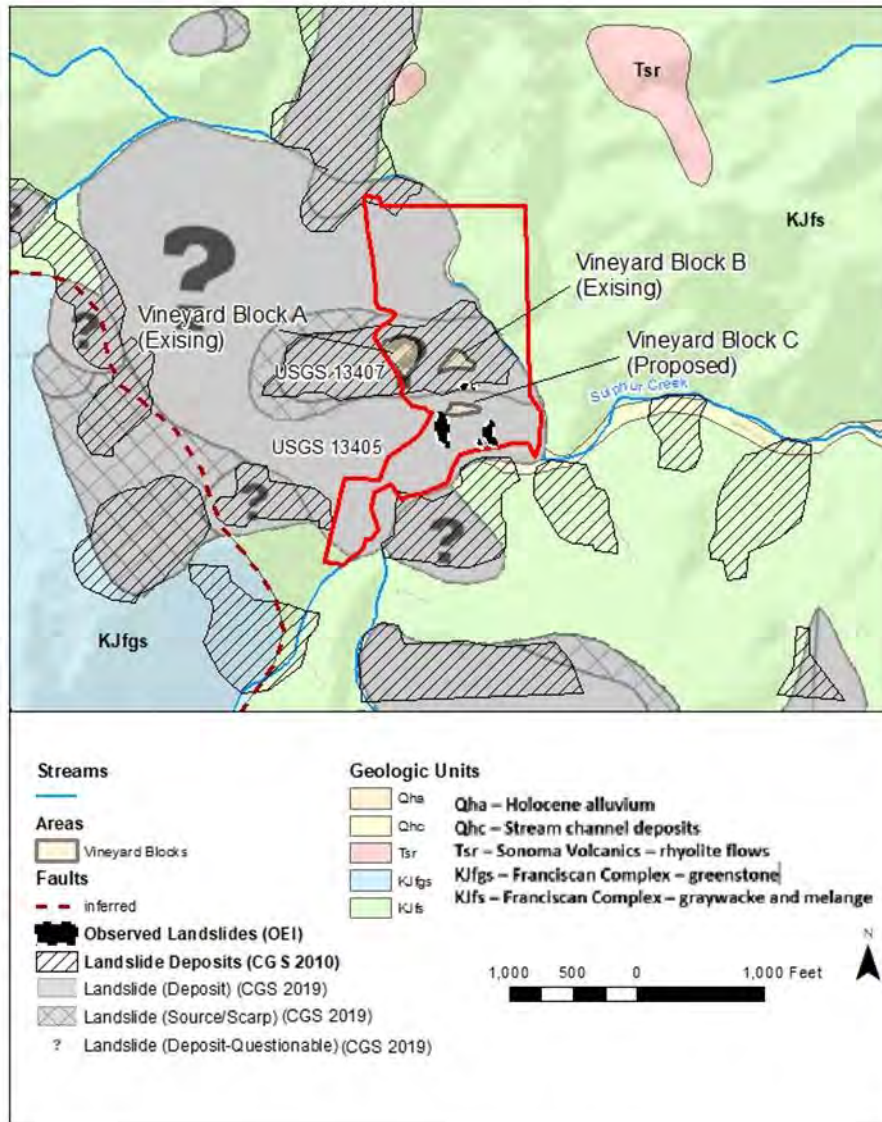 Tsr
KJfs
?
?
Vineyard Block B
(Exising)
Vineyard Block A
(Exising)
?
Vineyard Block C
(Proposed)
USGS 13407
Sulphur Creek
USGS 13405
?
?
KJfgs
Streams
Areas
Vineyard Blocks
Faults
inferred
Observed Landslides (OEI)
Landslide Deposits (CGS 2010)
Landslide (Deposit) (CGS 2019)
Landslide (Source/Scarp) (CGS 2019)
? Landslide (Deposit-Questionable) (CGS 2019)
Geologic Units
Qha
Qhc
Tsr
KJfgs
KJfs
Qha – Holocene alluvium
Qhc – Stream channel deposits
Tsr – Sonoma Volcanics – rhyolite flows
KJfgs – Franciscan Complex – greenstone
KJfs – Franciscan Complex – graywacke and melange
N
1,000 500 0 1,000 Feet